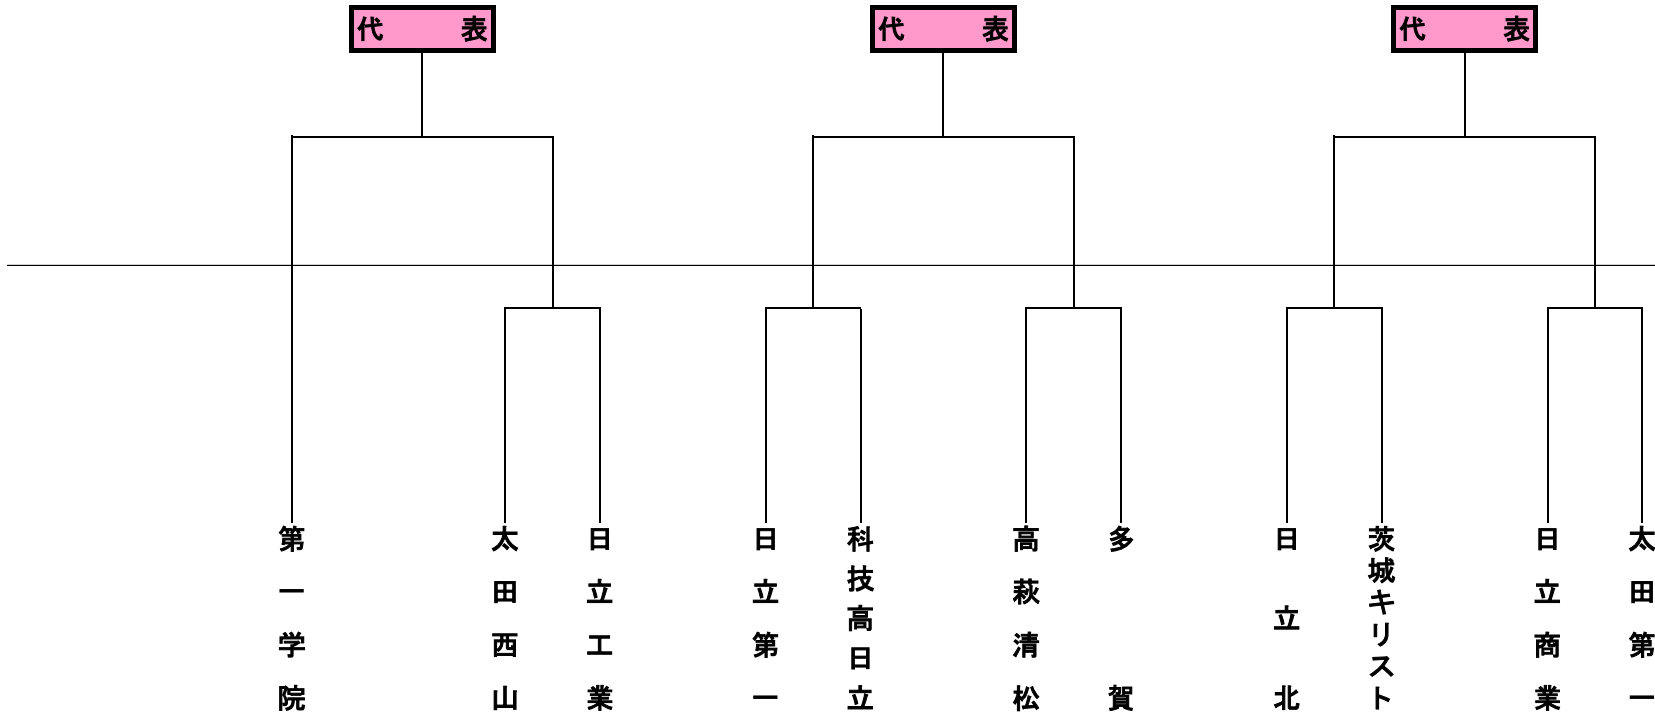 代表
代表
代表
第一学院
太田西山
日立工業
日立第一
科技高日立
高萩清松
多賀
日立北
茨城キリスト
日立商業
太田第一